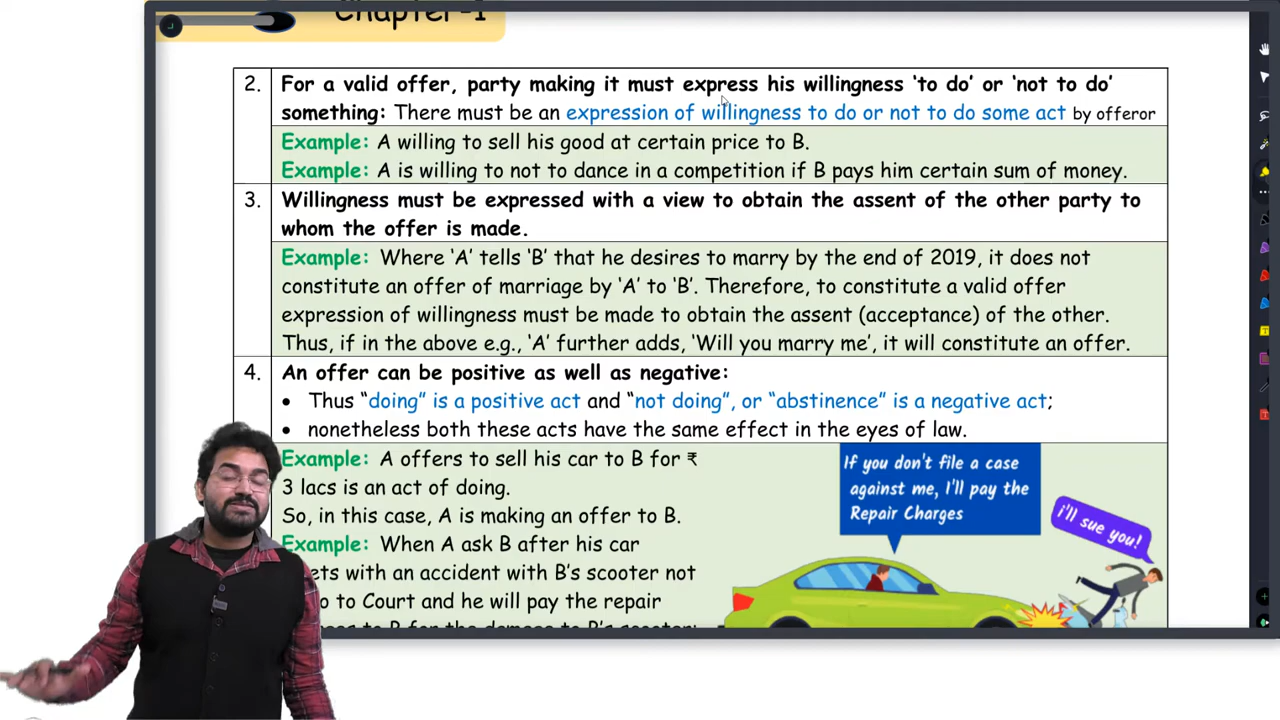 Chapter-1
2. For a valid offer, party making it must express his willingness ‘to do’ or ‘not to do’
something: There must be an expression of willingness to do or not to do some act by offeror
Example: A willing to sell his good at certain price to B.
Example: A is willing to not to dance in a competition if B pays him certain sum of money.
3. Willingness must be expressed with a view to obtain the assent of the other party to
whom the offer is made.
Example: Where ‘A’ tells ‘B’ that he desires to marry by the end of 2019, it does not
constitute an offer of marriage by ‘A’ to ‘B’. Therefore, to constitute a valid offer
expression of willingness must be made to obtain the assent (acceptance) of the other.
Thus, if in the above e.g., ‘A’ further adds, ‘Will you marry me’, it will constitute an offer.
4. An offer can be positive as well as negative:
• Thus “doing” is a positive act and “not doing”, or “abstinence” is a negative act;
• nonetheless both these acts have the same effect in the eyes of law.
Example: A offers to sell his car to B for ₹
3 lacs is an act of doing.
So, in this case, A is making an offer to B.
Example: When A ask B after his car
ets with an accident with B’s scooter not
o to Court and he will pay the repair
to B for the damage to B’s scooter;
If you don't file a case
against me, I'll pay the
Repair Charges
i'll sue you!